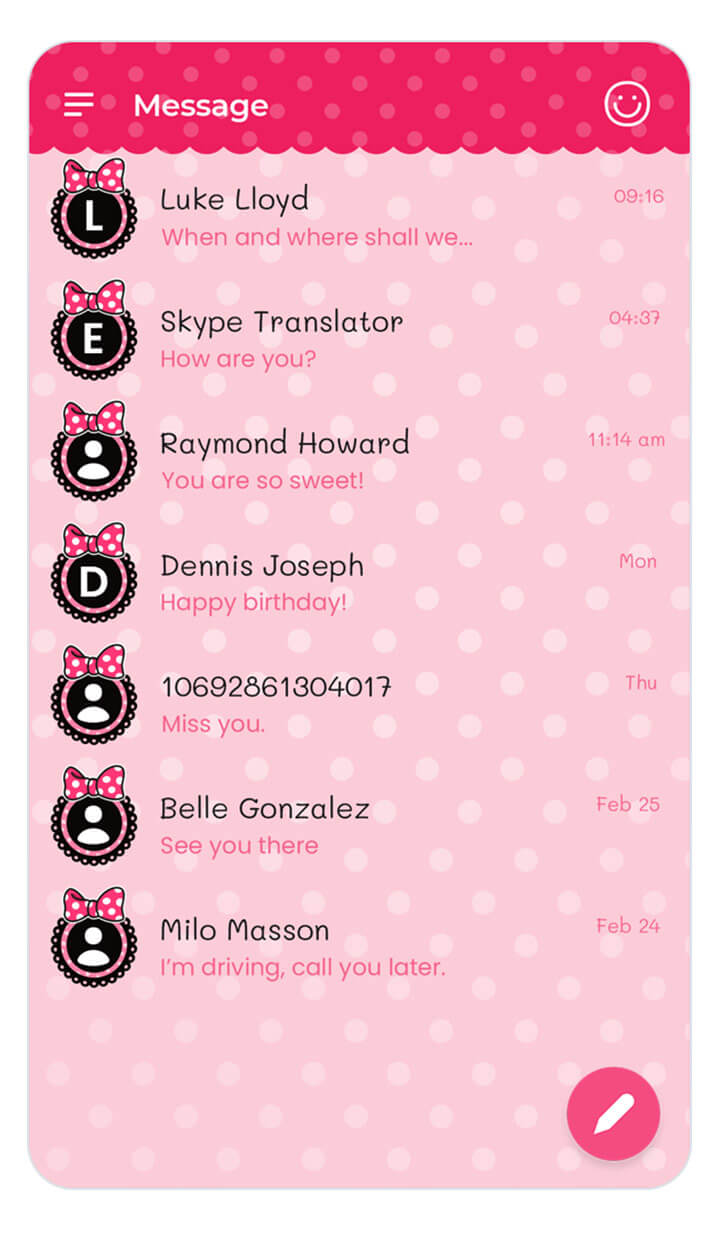 Message
L
Luke Lloyd
09:16
When and where shall we...
E
Skype Translator
04:37
How are you?
Raymond Howard
11:14 am
You are so sweet!
D
Dennis Joseph
Mon
Happy birthday!
10692861304017
Thu
Miss you.
Belle Gonzalez
Feb 25
See you there
Milo Masson
Feb 24
I'm driving, call you later.